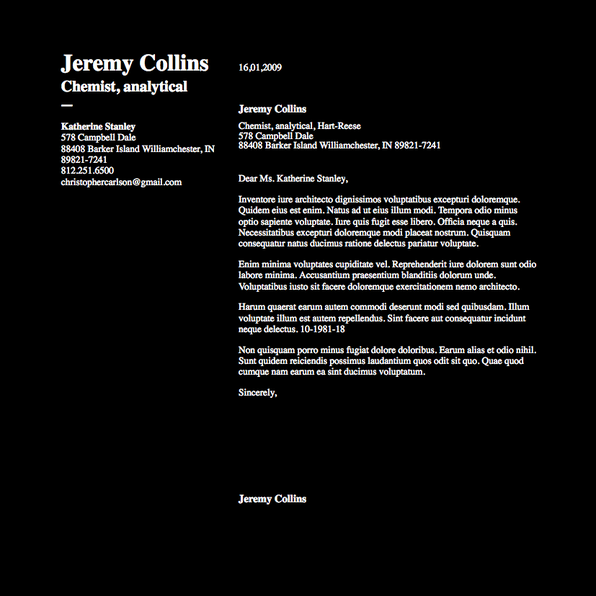 Jeremy Collins
Chemist, analytical
—
Katherine Stanley
578 Campbell Dale
88408 Barker Island Williamchester, IN
89821-7241
812.251.6500
christophercarlson@gmail.com
16,01,2009
Jeremy Collins
Chemist, analytical, Hart-Reese
578 Campbell Dale
88408 Barker Island Williamchester, IN 89821-7241
Dear Ms. Katherine Stanley,
Inventore iure architecto dignissimos voluptatibus excepturi doloremque.
Quidem eius est enim. Natus ad ut eius illum modi. Tempora odio minus
optio sapiente voluptate. Iure quis fugit esse libero. Officia neque a quis.
Necessitatibus excepturi doloremque modi placeat nostrum. Quisquam
consequatur natus ducimus ratione delectus pariatur voluptate.
Enim minima voluptates cupiditate vel. Reprehenderit iure dolorem sunt odio
labore minima. Accusantium praesentium blanditiis dolorum unde.
Voluptatibus iusto sit facere doloremque exercitationem nemo architecto.
Harum quaerat earum autem commodi deserunt modi sed quibusdam. Illum
voluptate illum est autem repellendus. Sint facere aut consequatur incidunt
neque delectus. 10-1981-18
Non quisquam porro minus fugiat dolore doloribus. Earum alias et odio nihil.
Sunt quidem reiciendis possimus laudantium quos odit sit quo. Quae quod
cumque nam earum ea sint ducimus voluptatum.
Sincerely,
Jeremy Collins